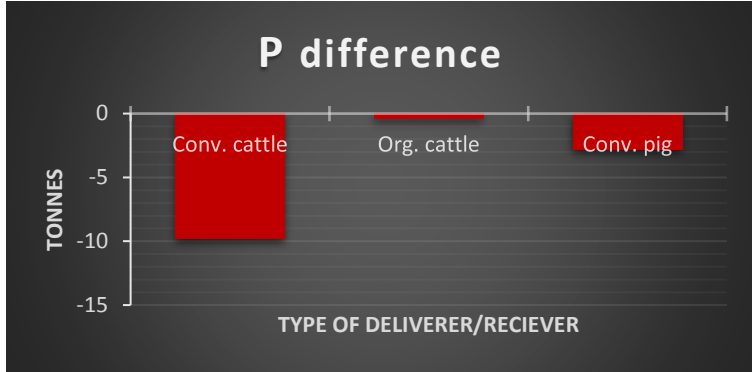 P difference
0
Conv. cattle Org. cattle Conv. pig
-5
-10
-15
TONNES
TYPE OF DELIVERER/RECIEVER